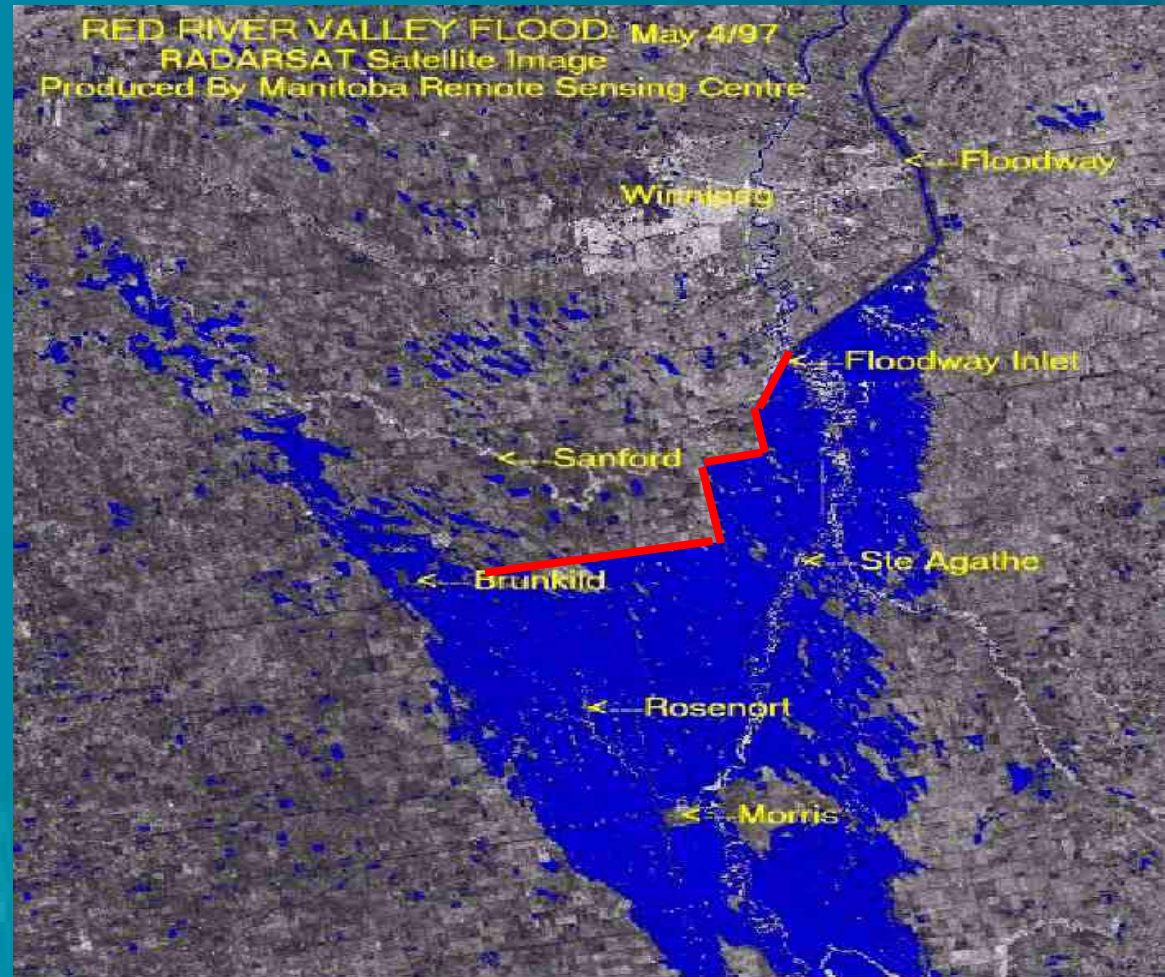 RED RIVER VALLEY FLOOD- May 4/97
RADARSAT Satellite Image
Produced By Manitoba Remote Sensing Centre.
<---Floodway
Winnipeg
<---Floodway Inlet
<---Sanford
<---Ste Agathe
<---Brunkild
<---Rosenort
<---Morris